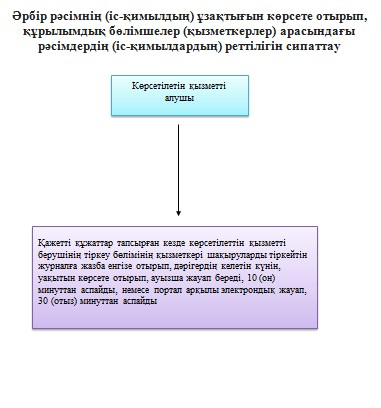 Әрбір рәсімнің (іс-қимылдың) ұзақтығын көрсете отырып,
құрылымдық бөлімшелер (қызметкерлер) арасындағы
рәсімдердің (іс-қимылдардың) реттілігін сипаттау
Көрсетілетін қызметті
алушы
Қажетті құжаттар тапсырған кезде көрсетілеттін қызметті
берушінің тіркеу бөлімінің қызметкері шақыруларды тіркейтін
журналға жазба енгізе отырып, дәрігердің келетін күнін,
уақытын көрсете отырып, ауызша жауап береді, 10 (он)
минуттан аспайды, немесе портал арқылы электрондық жауап,
30 (отыз) минуттан аспайды